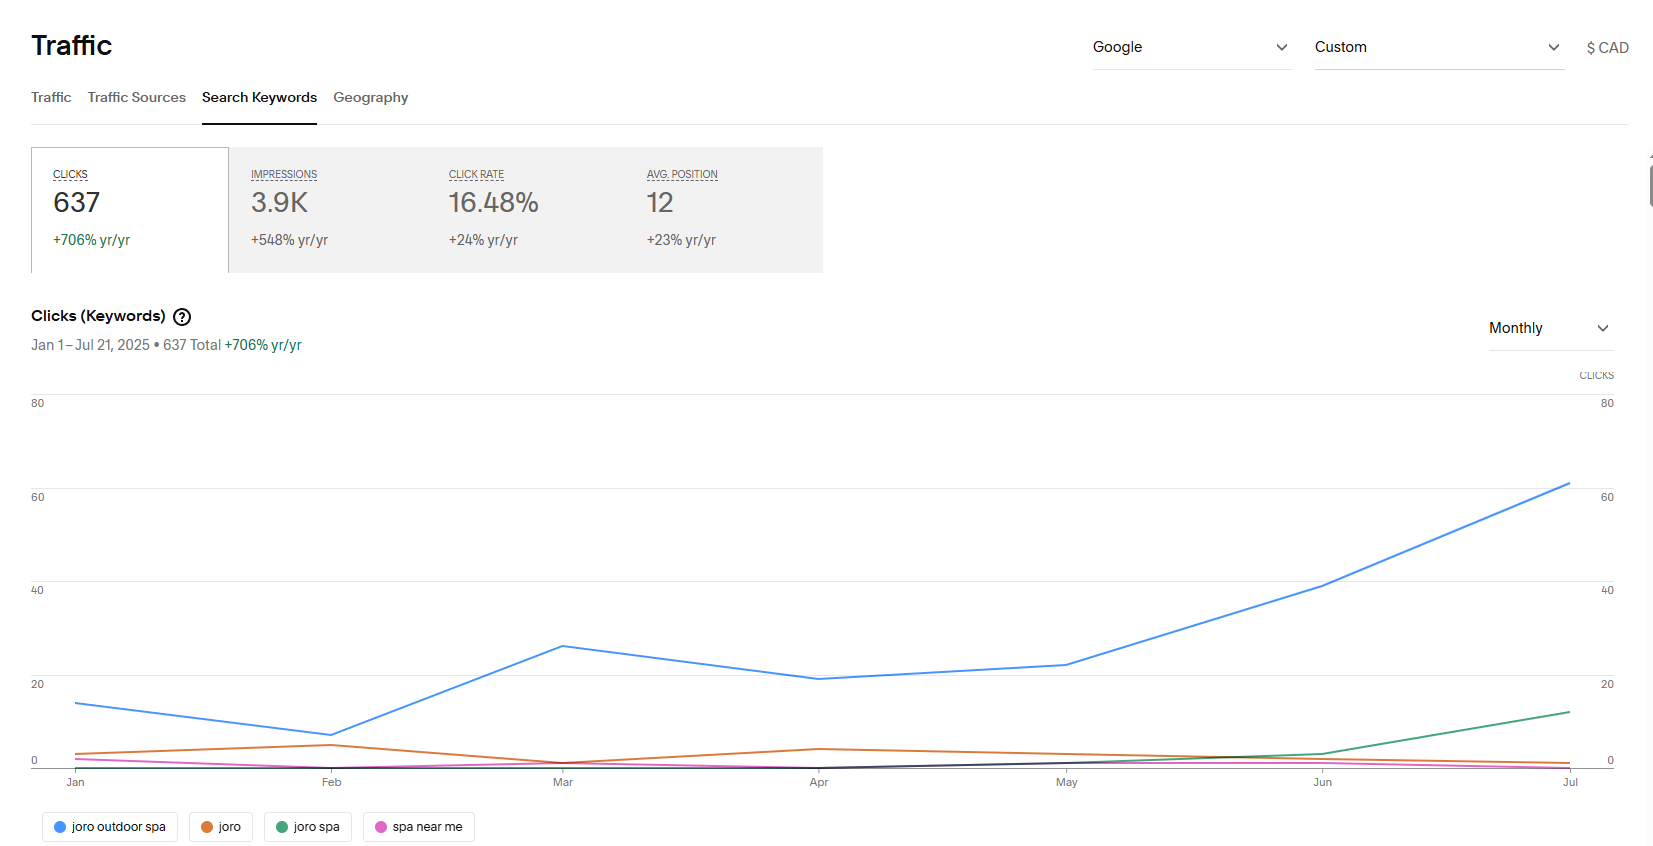 Traffic
Google
Custom
$ CAD
Traffic Traffic Sources Search Keywords Geography
CLICKS
637
+706% yr/yr
IMPRESSIONS
3.9K
+548% yr/yr
CLICK RATE
16.48%
+24% yr/yr
AVG. POSITION
12
+23% yr/yr
Clicks (Keywords) ?
Jan 1–Jul 21, 2025 • 637 Total +706% yr/yr
Monthly
CLICKS
80 80
60 60
40 40
20 20
0 0
Jan Feb Mar Apr May Jun Jul
joro outdoor spa joro joro spa spa near me